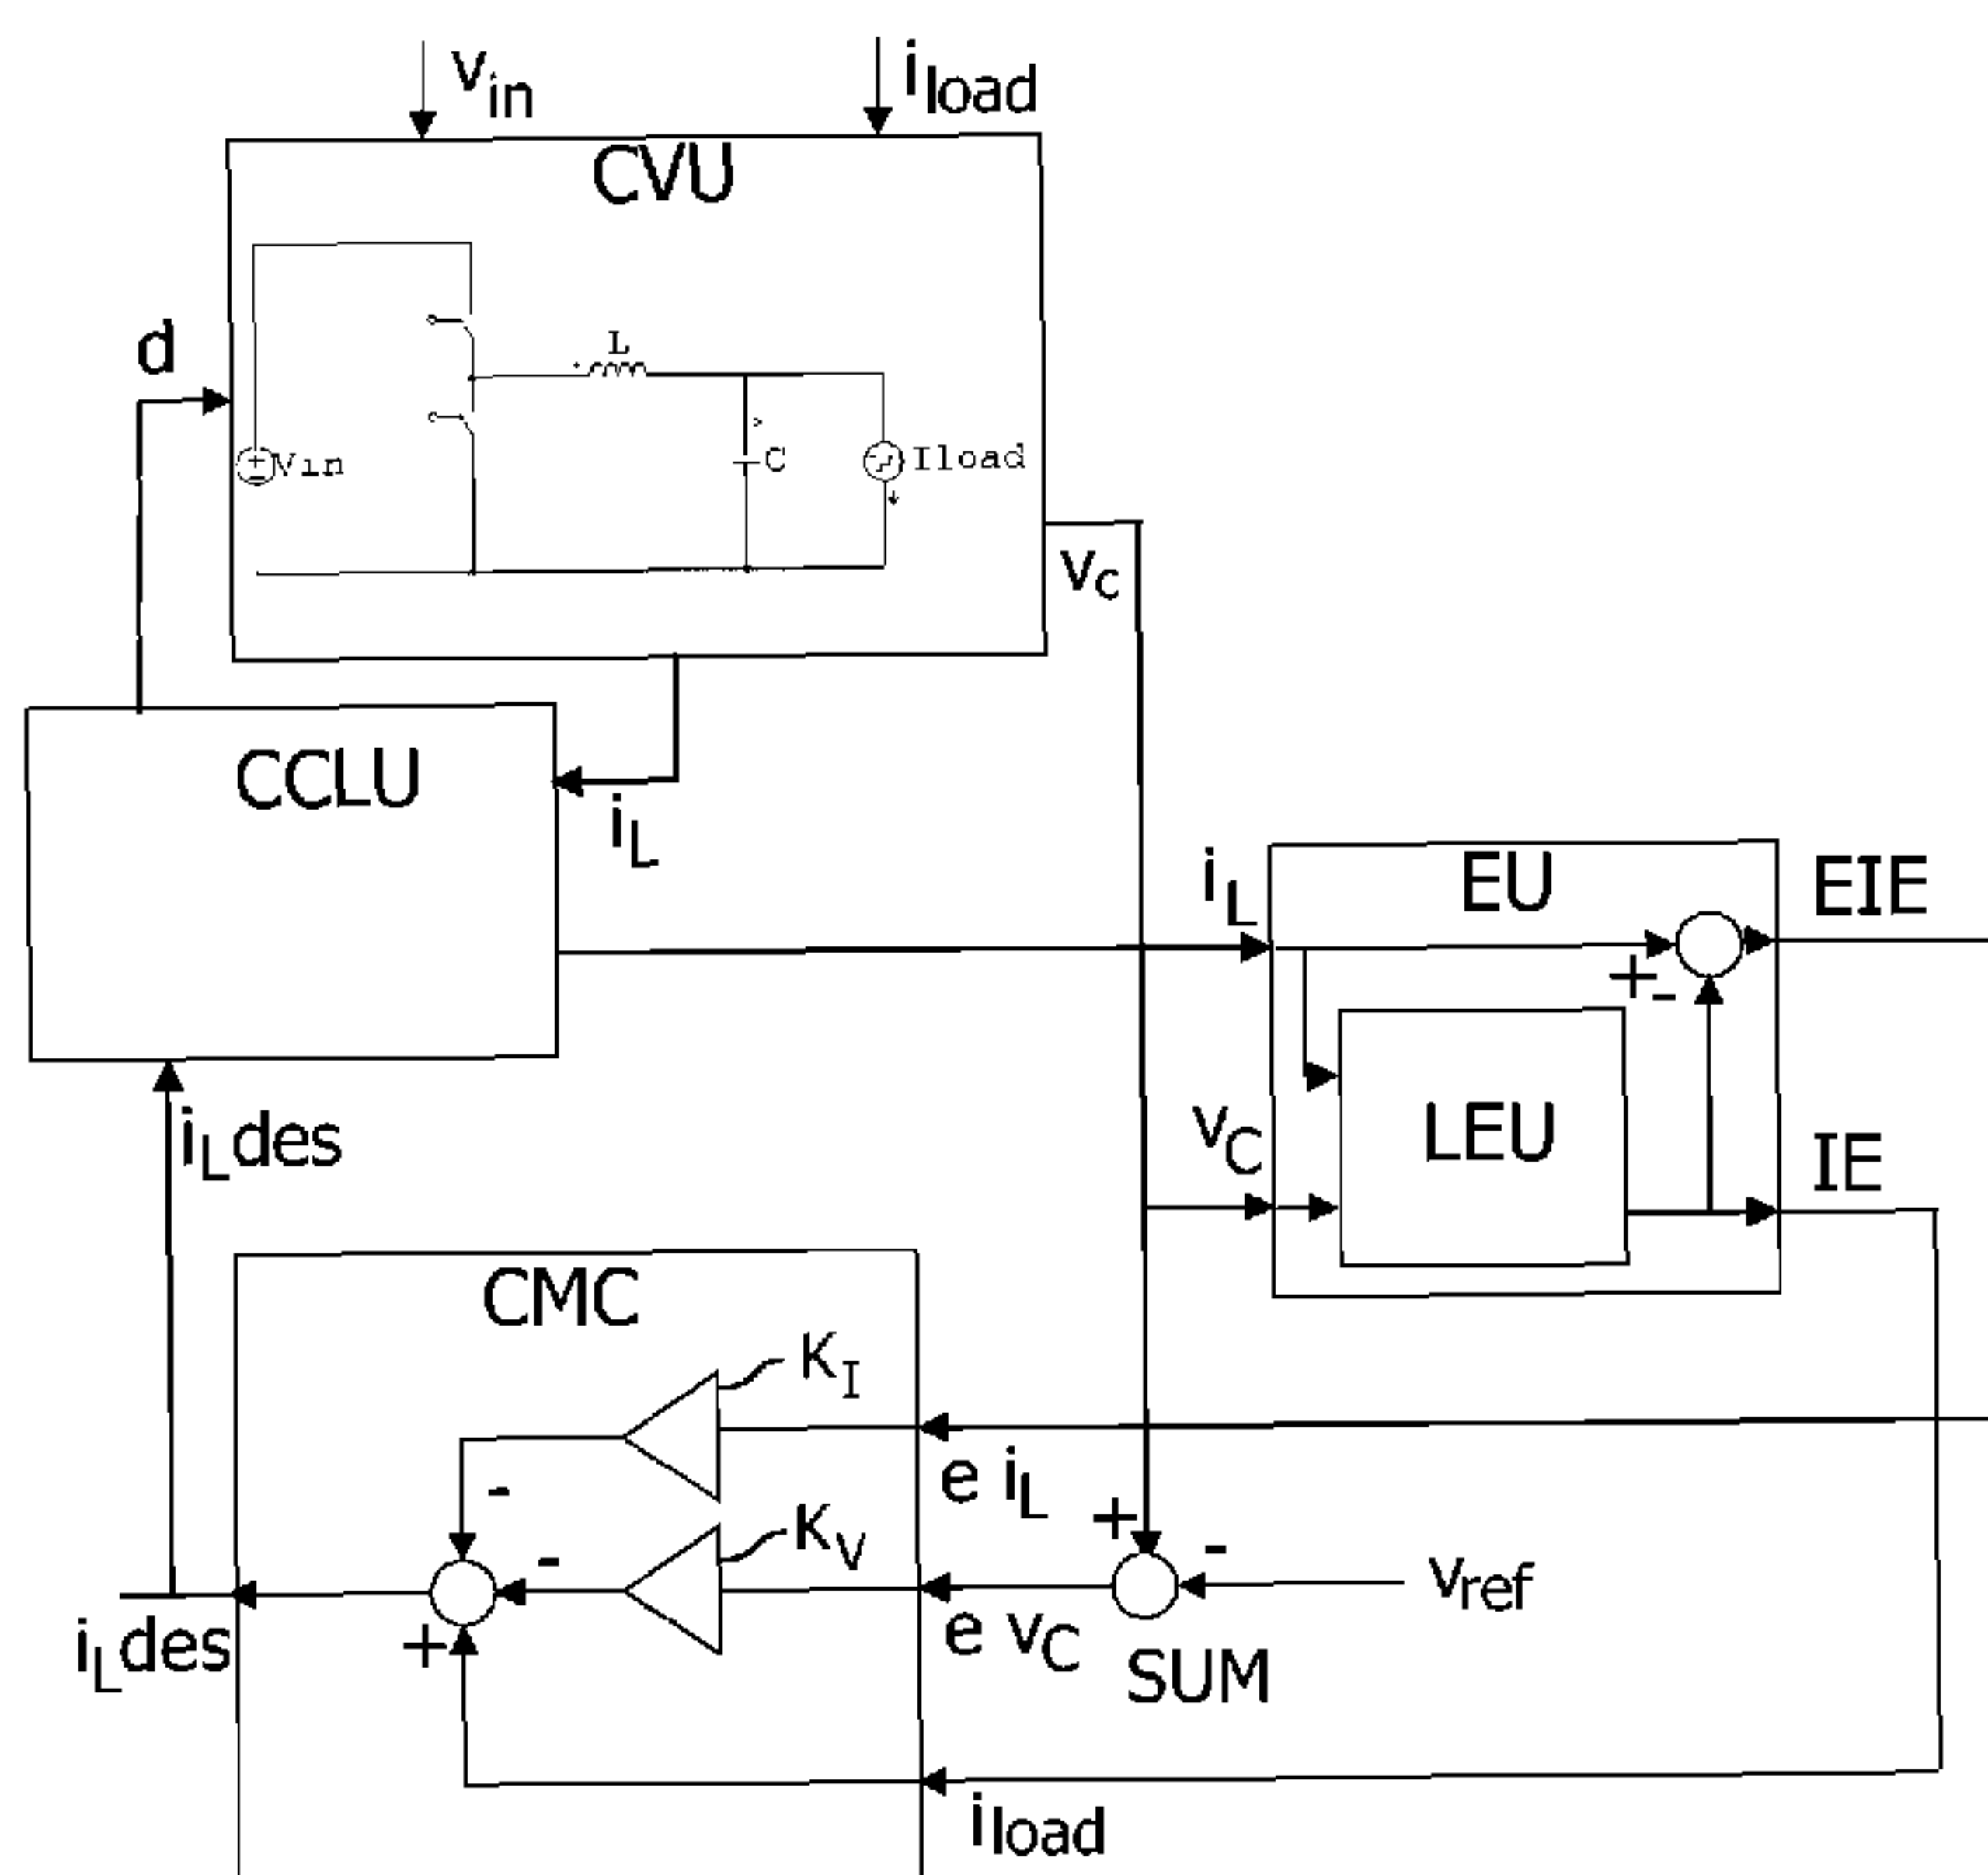 vin
iload
CVU
d
L
Vin
C
Iload
vC
CCLU
iL
iL
EU
EIE
+
-
vC
LEU
IE
iLdes
CMC
KI
-
e iL
KV
-
+
-
vref
iLdes
+
e vC
SUM
iload